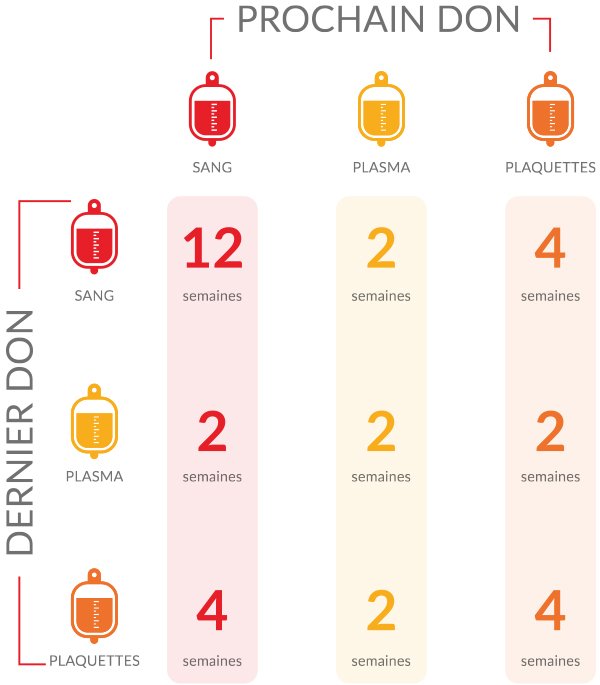 PROCHAIN DON
SANG PLASMA PLAQUETTES
DERNIER DON
SANG
12 2 4
semaines semaines semaines
PLASMA
2 2 2
semaines semaines semaines
PLAQUETTES
4 2 4
semaines semaines semaines